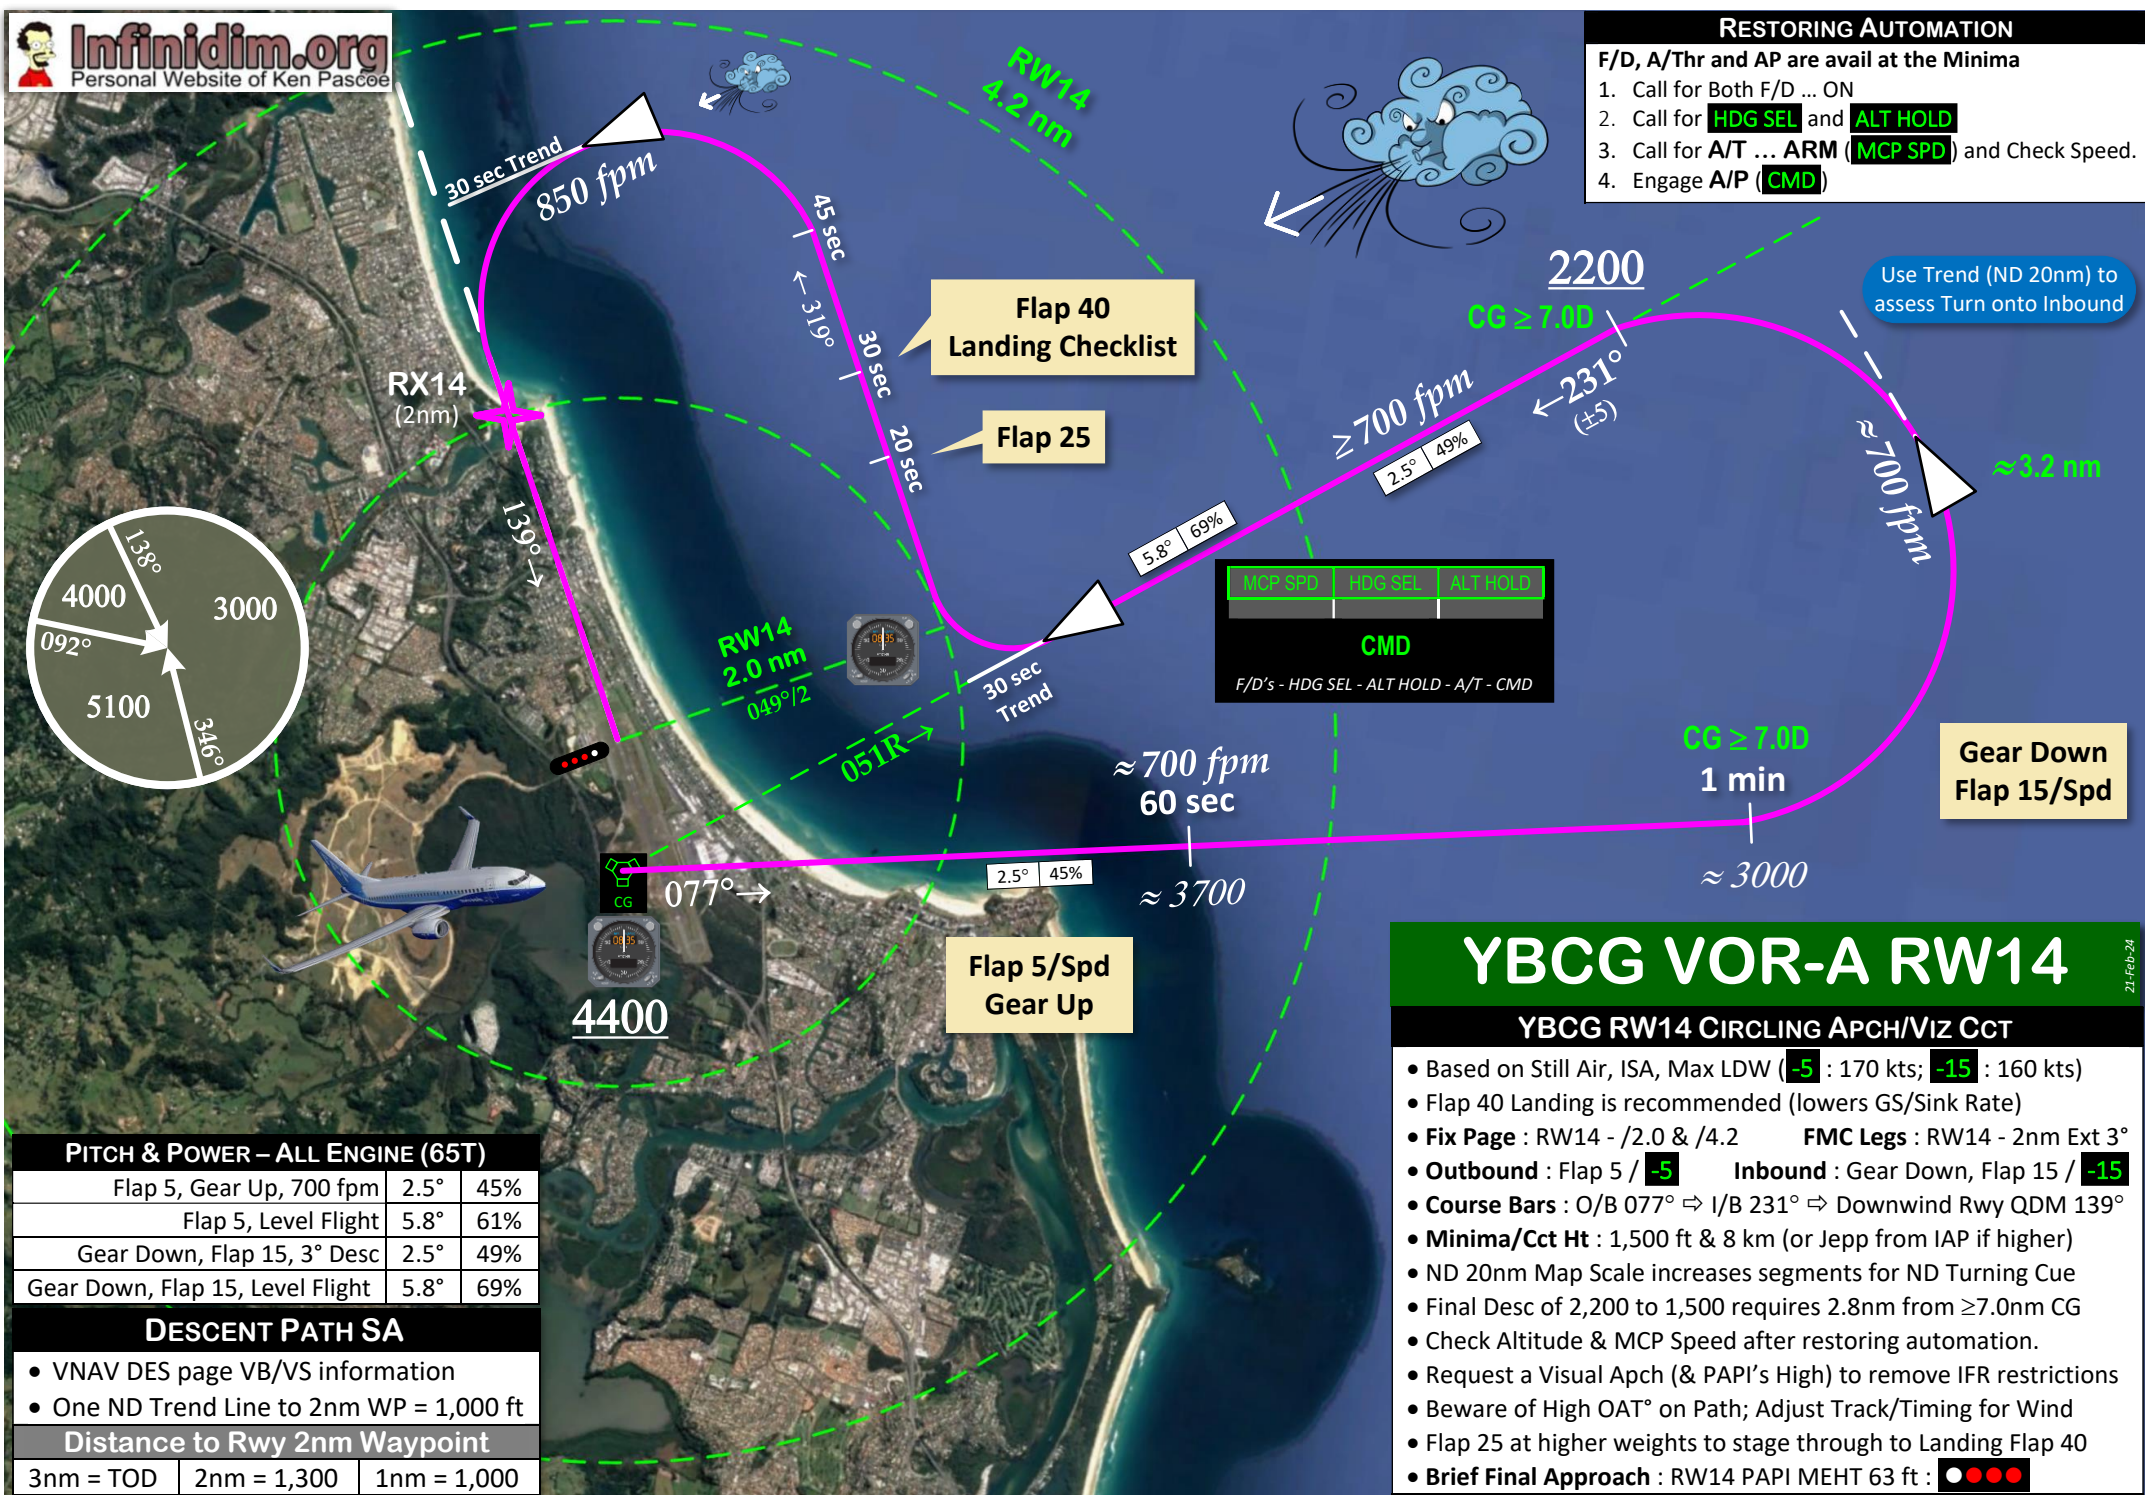 Infinidim.org
Personal Website of Ken Pascoe
RESTORING AUTOMATION
F/D, A/Thr and AP are avail at the Minima
1. Call for Both F/D ... ON
2. Call for HDG SEL and ALT HOLD
3. Call for A/T ... ARM (MCP SPD) and Check Speed.
4. Engage A/P (CMD)
RW14
4.2 nm
30 sec Trend
850 fpm
45 sec
←319°
30 sec
20 sec
Flap 40
Landing Checklist
Flap 25
2200
CG ≥ 7.0D
Use Trend (ND 20nm) to
assess Turn onto Inbound
←231°
(±5)
≥700 fpm
2.5° 49%
≈700 fpm
≈3.2 nm
RX14
(2nm)
139°→
5.8° 69%
138°
4000
3000
092°
5100
346°
MCP SPD HDG SEL ALT HOLD
CMD
F/D's - HDG SEL - ALT HOLD - A/T - CMD
RW14
2.0 nm
049°/2
08:35
30 sec
Trend
051R→
≈700 fpm
60 sec
CG ≥ 7.0D
1 min
Gear Down
Flap 15/Spd
2.5° 45%
≈3700
≈3000
CG
077°→
08:35
4400
Flap 5/Spd
Gear Up
YBCG VOR-A RW14
21-Feb-24
YBCG RW14 CIRCLING APCH/VIZ CCT
• Based on Still Air, ISA, Max LDW (-5 : 170 kts; -15 : 160 kts)
• Flap 40 Landing is recommended (lowers GS/Sink Rate)
• Fix Page : RW14 - /2.0 & /4.2 FMC Legs : RW14 - 2nm Ext 3°
• Outbound : Flap 5 / -5 Inbound : Gear Down, Flap 15 / -15
• Course Bars : O/B 077° ⇨ I/B 231° ⇨ Downwind Rwy QDM 139°
• Minima/Cct Ht : 1,500 ft & 8 km (or Jepp from IAP if higher)
• ND 20nm Map Scale increases segments for ND Turning Cue
• Final Desc of 2,200 to 1,500 requires 2.8nm from ≥7.0nm CG
• Check Altitude & MCP Speed after restoring automation.
• Request a Visual Apch (& PAPI's High) to remove IFR restrictions
• Beware of High OAT° on Path; Adjust Track/Timing for Wind
• Flap 25 at higher weights to stage through to Landing Flap 40
• Brief Final Approach : RW14 PAPI MEHT 63 ft :
PITCH & POWER – ALL ENGINE (65T)
Flap 5, Gear Up, 700 fpm 2.5° 45%
Flap 5, Level Flight 5.8° 61%
Gear Down, Flap 15, 3° Desc 2.5° 49%
Gear Down, Flap 15, Level Flight 5.8° 69%
DESCENT PATH SA
• VNAV DES page VB/VS information
• One ND Trend Line to 2nm WP = 1,000 ft
Distance to Rwy 2nm Waypoint
3nm = TOD 2nm = 1,300 1nm = 1,000